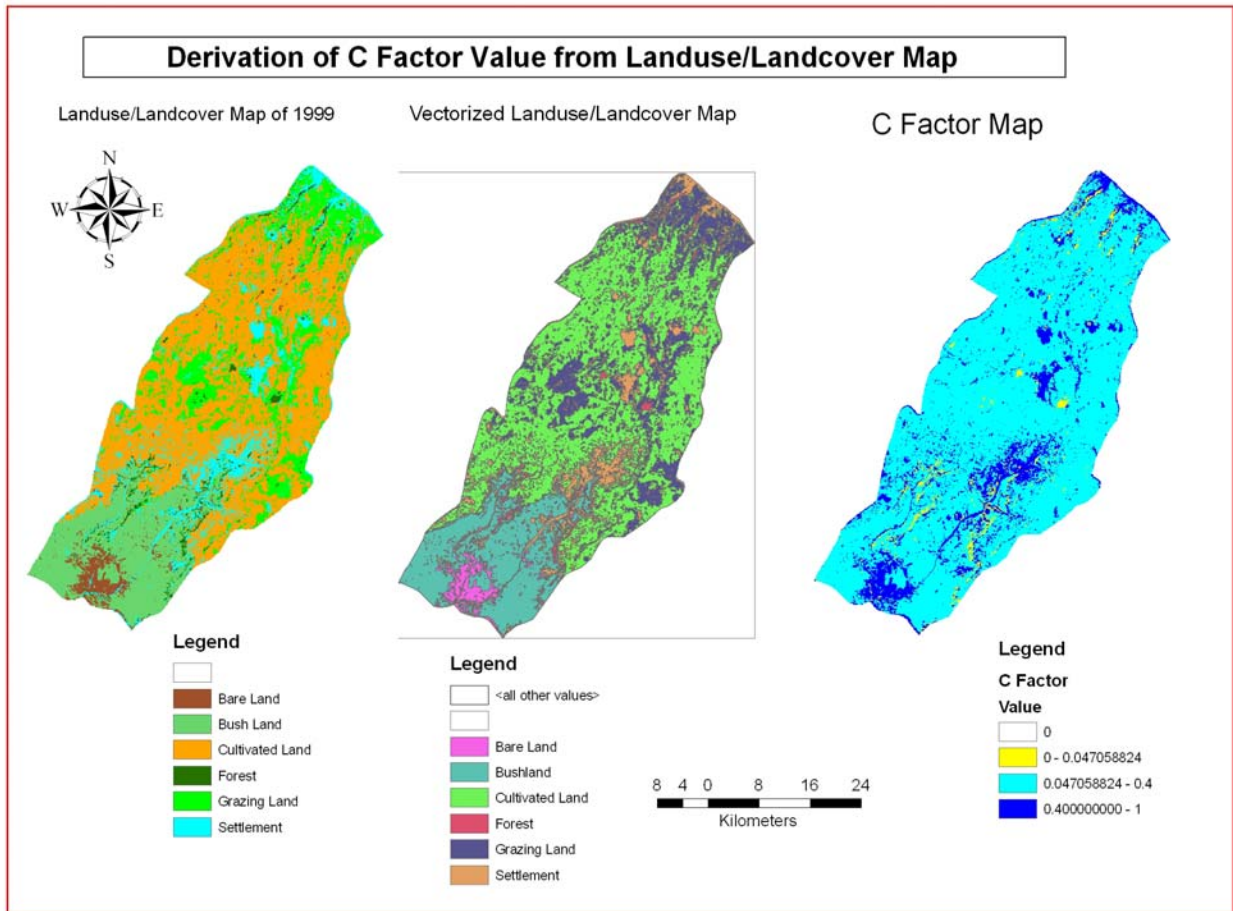 Derivation of C Factor Value from Landuse/Landcover Map
Landuse/Landcover Map of 1999
Vectorized Landuse/Landcover Map
C Factor Map
N
W
E
S
Legend
Bare Land
Bush Land
Cultivated Land
Forest
Grazing Land
Settlement
Legend
<all other values>
Bare Land
Bushland
Cultivated Land
Forest
Grazing Land
Settlement
8 4 0 8 16 24
Kilometers
Legend
C Factor
Value
0
0 - 0.047058824
0.047058824 - 0.4
0.400000000 - 1